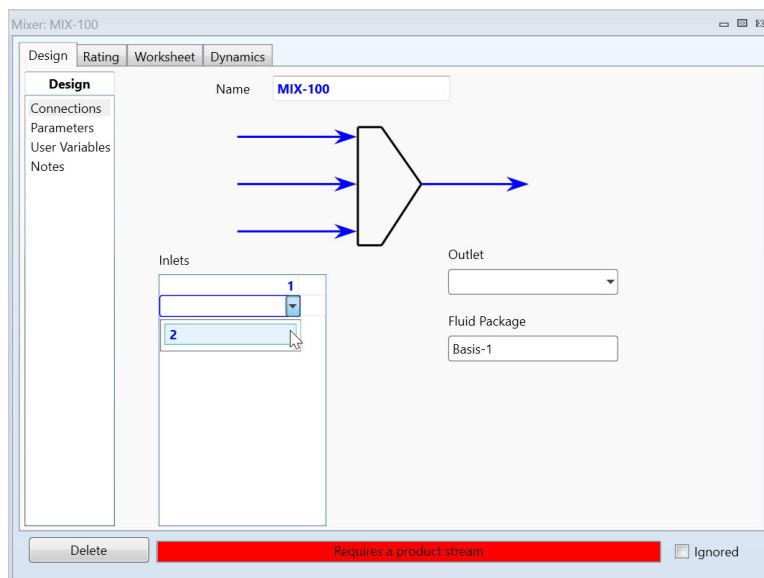 Mixer: MIX-100
Design Rating Worksheet Dynamics
Design
Connections
Parameters
User Variables
Notes
Name MIX-100
Inlets
1
2
Outlet
Fluid Package
Basis-1
Delete
Requires a product stream
Ignored